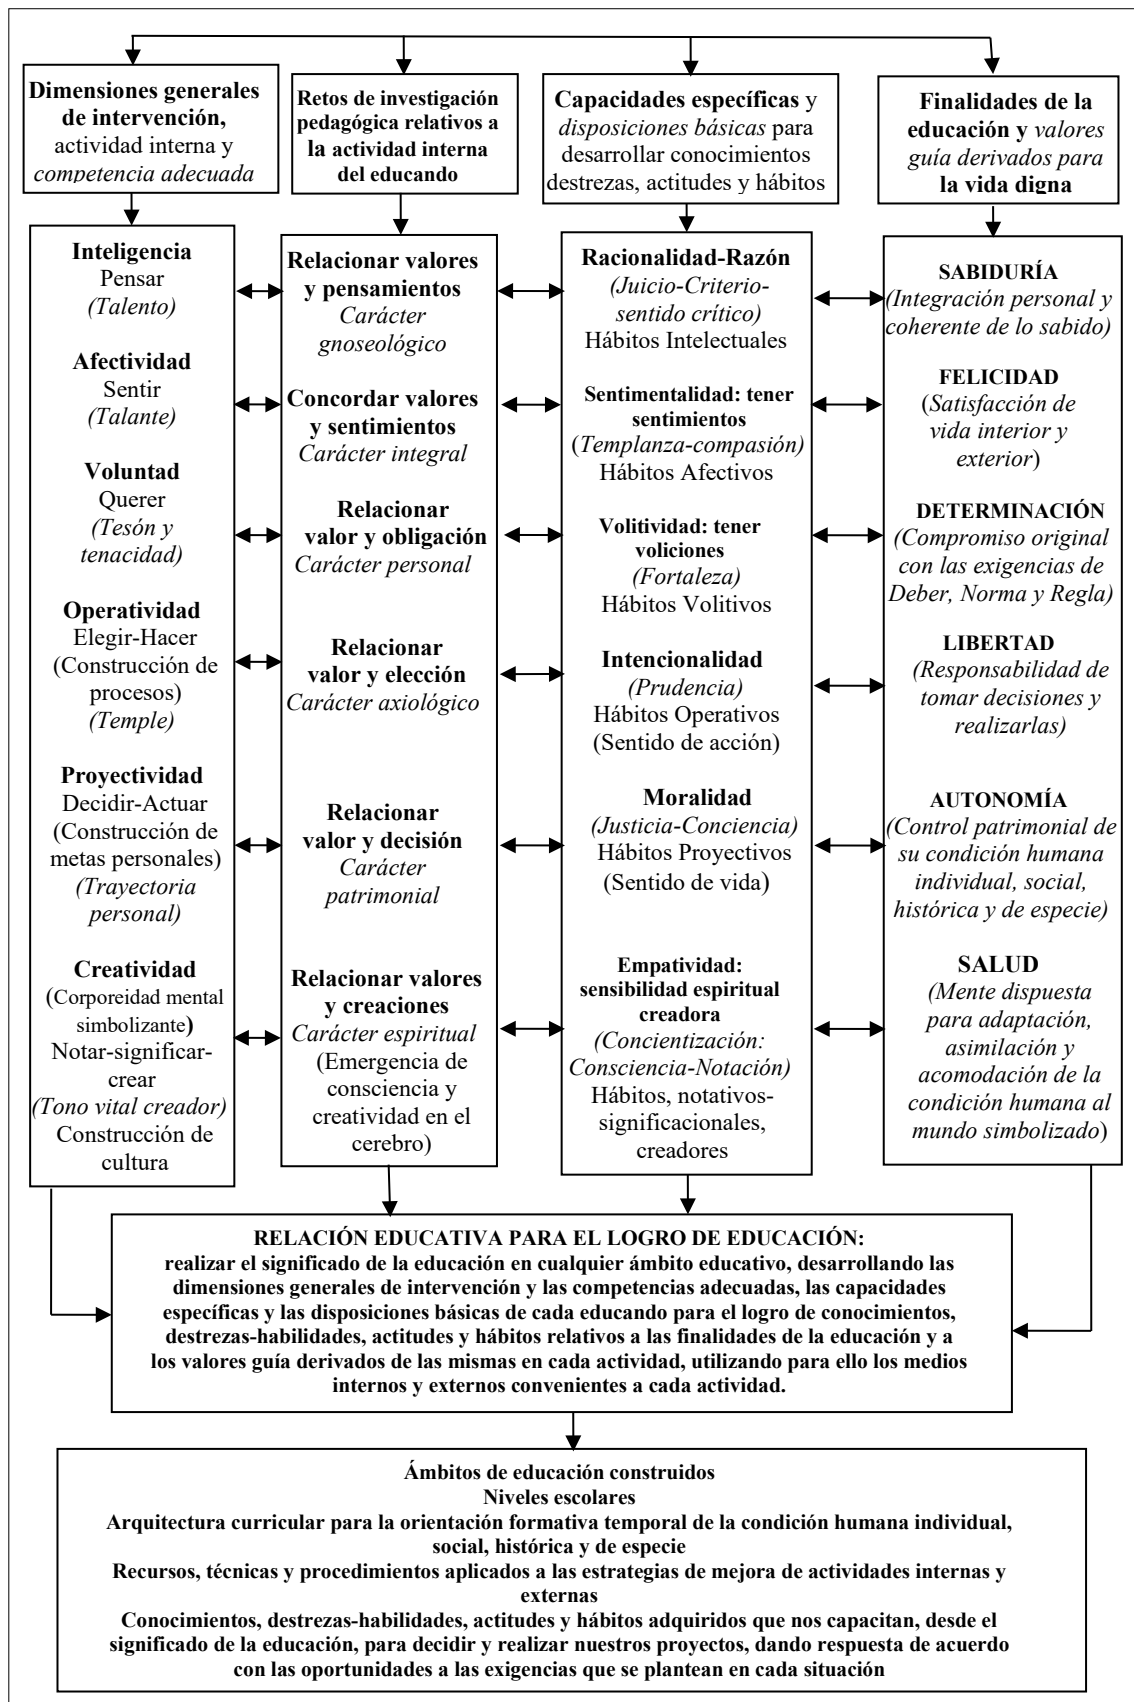 Dimensiones generales
de intervención,
actividad interna y
competencia adecuada
Retos de investigación
pedagógica relativos a
la actividad interna
del educando
Capacidades específicas y
disposiciones básicas para
desarrollar conocimientos
destrezas, actitudes y hábitos
Finalidades de la
educación y valores
guía derivados para
la vida digna
Inteligencia
Pensar
(Talento)
Afectividad
Sentir
(Talante)
Voluntad
Querer
(Tesón y
tenacidad)
Operatividad
Elegir-Hacer
(Construcción de
procesos)
(Temple)
Proyectividad
Decidir-Actuar
(Construcción de
metas personales)
(Trayectoria
personal)
Creatividad
(Corporeidad mental
simbolizante)
Notar-significar-
crear
(Tono vital creador)
Construcción de
cultura
Relacionar valores
y pensamientos
Carácter
gnoseológico
Concordar valores
y sentimientos
Carácter integral
Relacionar
valor y obligación
Carácter personal
Relacionar
valor y elección
Carácter axiológico
Relacionar
valor y decisión
Carácter
patrimonial
Relacionar valores
y creaciones
Carácter espiritual
(Emergencia de
consciencia y
creatividad en el
cerebro)
Racionalidad-Razón
(Juicio-Criterio-
sentido crítico)
Hábitos Intelectuales
Sentimentalidad: tener
sentimientos
(Templanza-compasión)
Hábitos Afectivos
Volitividad: tener
voliciones
(Fortaleza)
Hábitos Volitivos
Intencionalidad
(Prudencia)
Hábitos Operativos
(Sentido de acción)
Moralidad
(Justicia-Conciencia)
Hábitos Proyectivos
(Sentido de vida)
Empatividad:
sensibilidad espiritual
creadora
(Concientización:
Consciencia-Notación)
Hábitos, notativos-
significacionales,
creadores
SABIDURÍA
(Integración personal y
coherente de lo sabido)
FELICIDAD
(Satisfacción de
vida interior y
exterior)
DETERMINACIÓN
(Compromiso original
con las exigencias de
Deber, Norma y Regla)
LIBERTAD
(Responsabilidad de
tomar decisiones y
realizarlas)
AUTONOMÍA
(Control patrimonial de
su condición humana
individual, social,
histórica y de especie)
SALUD
(Mente dispuesta
para adaptación,
asimilación y
acomodación de la
condición humana al
mundo simbolizado)
RELACIÓN EDUCATIVA PARA EL LOGRO DE EDUCACIÓN:
realizar el significado de la educación en cualquier ámbito educativo, desarrollando las
dimensiones generales de intervención y las competencias adecuadas, las capacidades
específicas y las disposiciones básicas de cada educando para el logro de conocimientos,
destrezas-habilidades, actitudes y hábitos relativos a las finalidades de la educación y a
los valores guía derivados de las mismas en cada actividad, utilizando para ello los medios
internos y externos convenientes a cada actividad.
Ámbitos de educación construidos
Niveles escolares
Arquitectura curricular para la orientación formativa temporal de la condición humana individual,
social, histórica y de especie
Recursos, técnicas y procedimientos aplicados a las estrategias de mejora de actividades internas y
externas
Conocimientos, destrezas-habilidades, actitudes y hábitos adquiridos que nos capacitan, desde el
significado de la educación, para decidir y realizar nuestros proyectos, dando respuesta de acuerdo
con las oportunidades a las exigencias que se plantean en cada situación